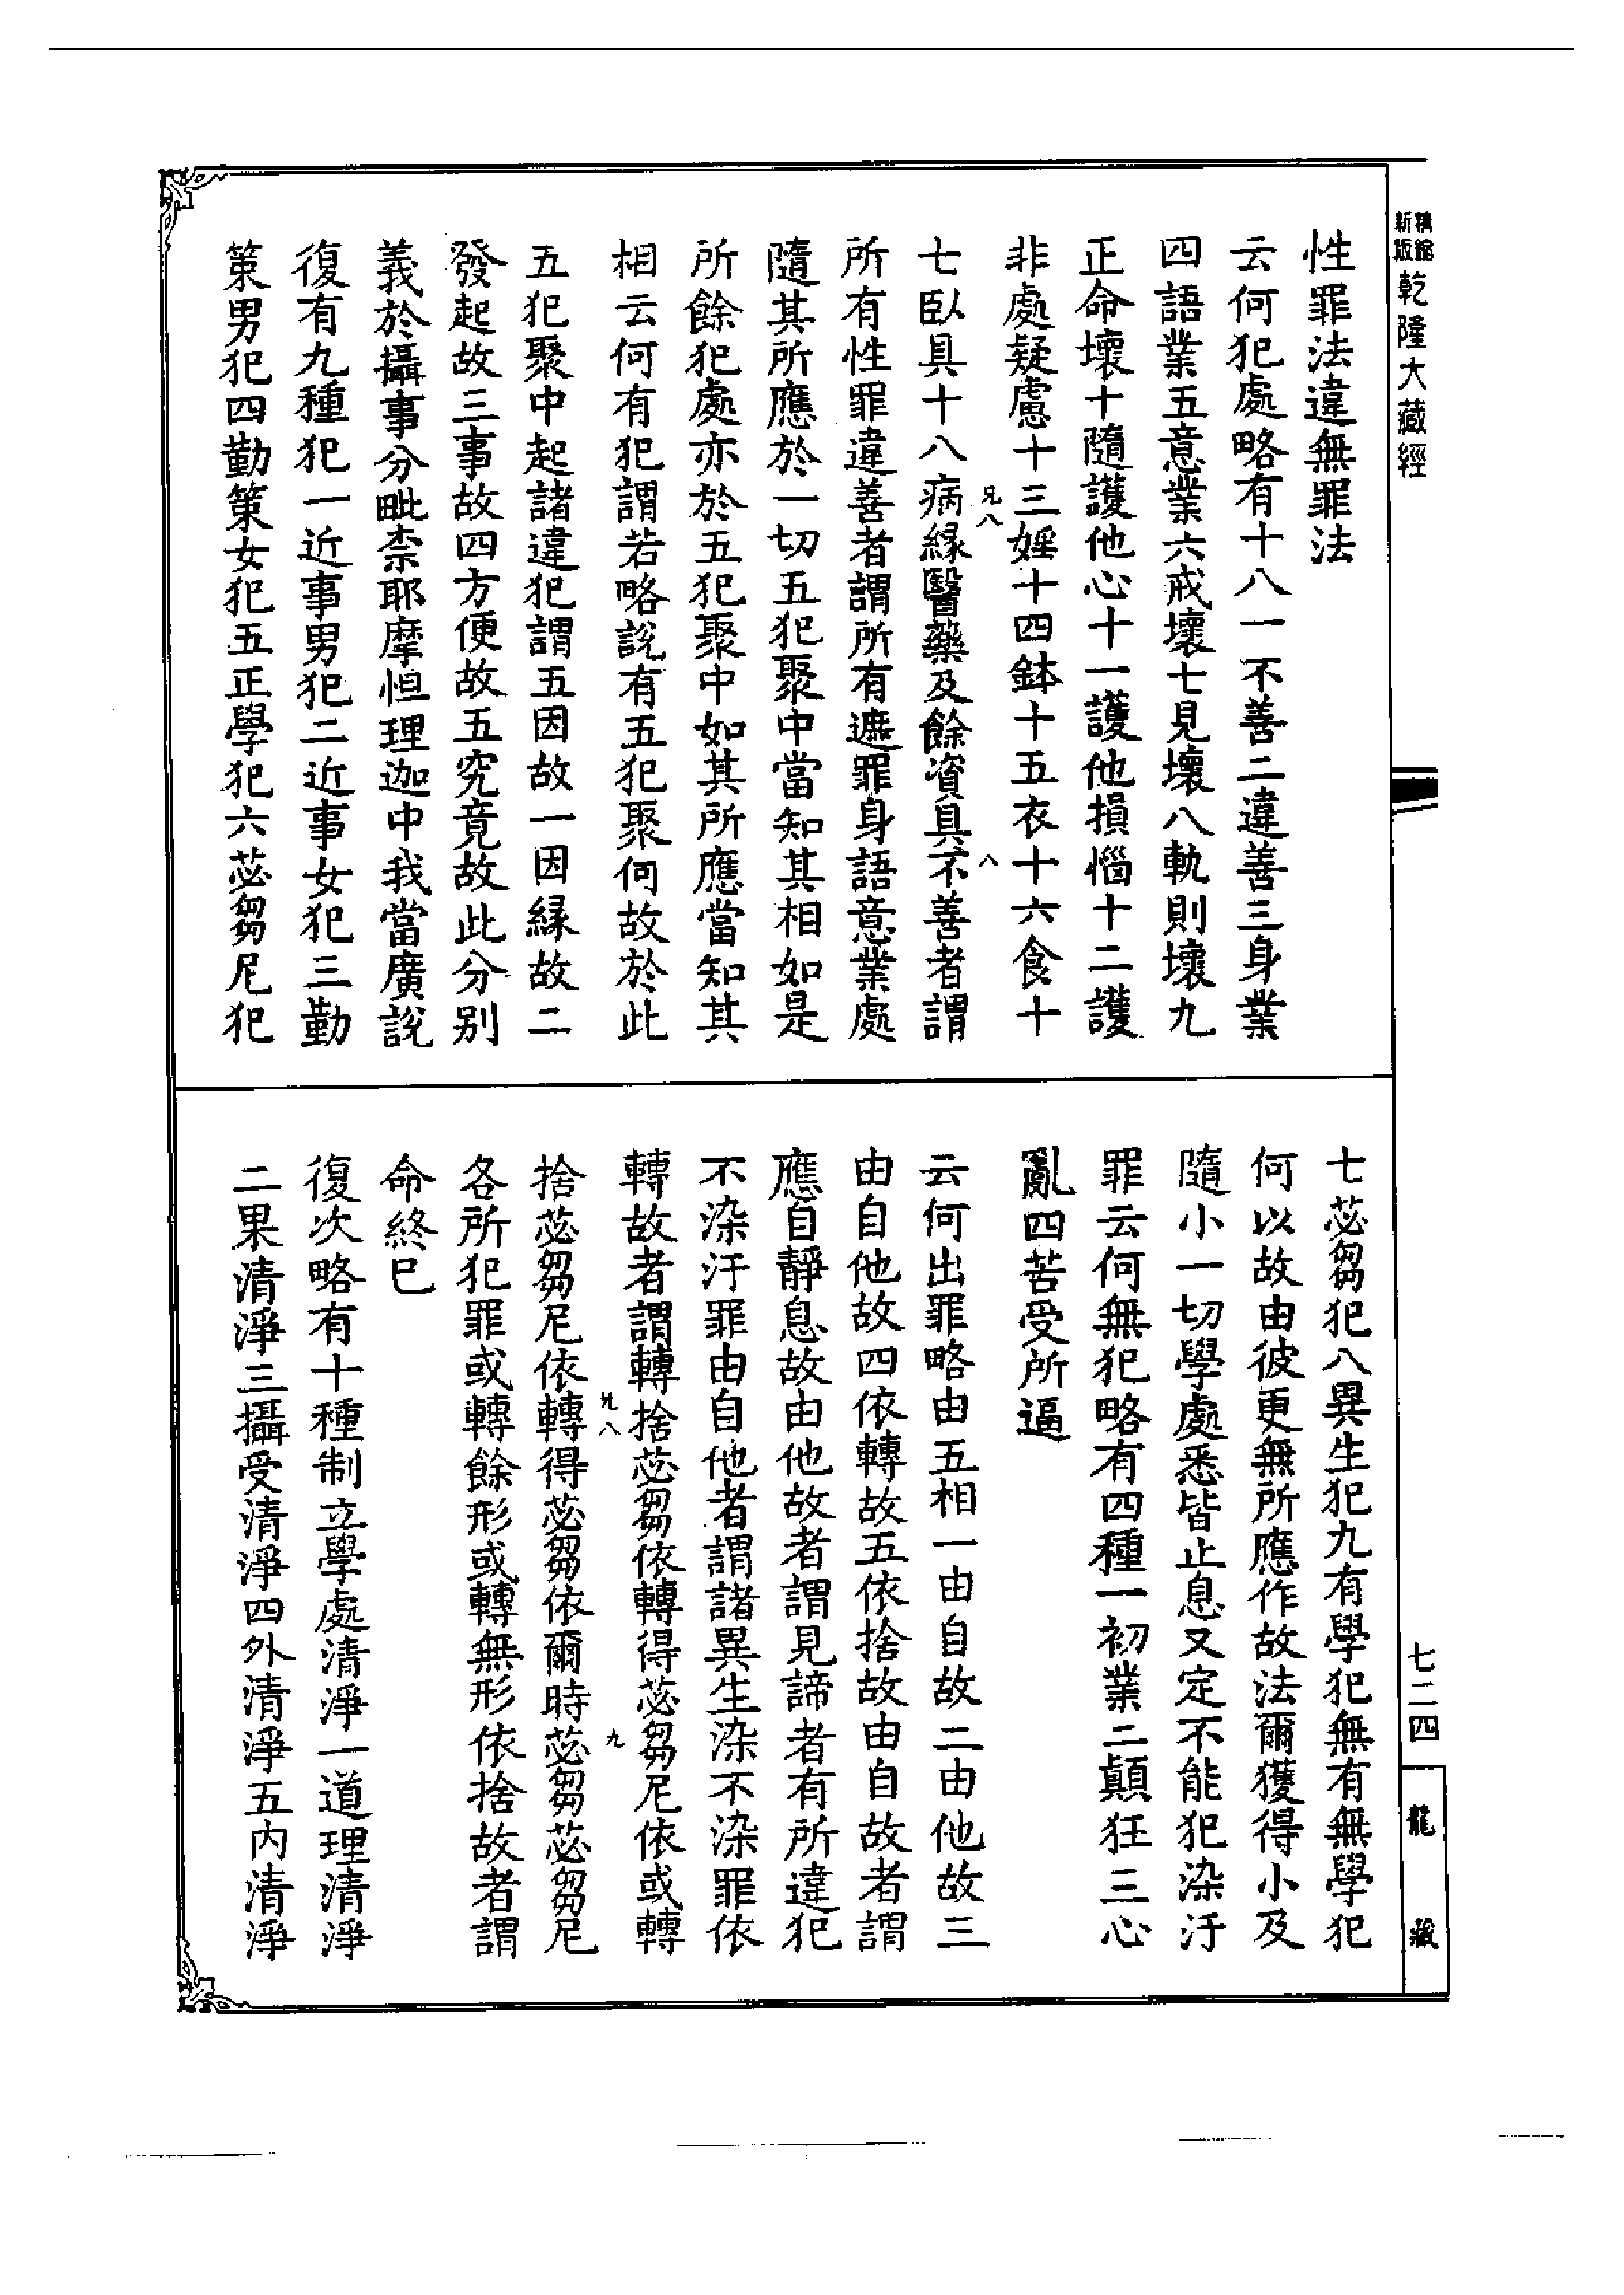 新版 精縮
乾隆大藏經
性罪法違無罪法
云何犯處略有十八一不善二違善三身業
四語業五意業六戒壞七見壞八軌則壞九
正命壞十隨護他心十一護他損惱十二護
非處疑慮十三婬十四鉢十五衣十六食十
兄八
八
七臥具十八病緣醫藥及餘資具不善者謂
所有性罪違善者謂所有遮罪身語意業處
隨其所應於一切五犯聚中當知其相如是
所餘犯處亦於五犯聚中如其所應當知其
相云何有犯謂若略說有五犯聚何故於此
五犯聚中起諸違犯謂五因故一因緣故二
發起故三事故四方便故五究竟故此分別
義於攝事分毗柰耶摩怛理迦中我當廣說
復有九種犯一近事男犯二近事女犯三勤
策男犯四勤策女犯五正學犯六苾芻尼犯
七苾芻犯八異生犯九有學犯無有無學犯
何以故由彼更無所應作故法爾獲得小及
隨小一切學處悉皆止息又定不能犯染汙
罪云何無犯略有四種一初業二顛狂三心
亂四苦受所逼
云何出罪略由五相一由自故二由他故三
由自他故四依轉故五依捨故由自故者謂
應自靜息故由他故者謂見諦者有所違犯
不染汙罪由自他者謂諸異生染不染罪依
轉故者謂轉捨苾芻依轉得苾芻尼依或轉
兄八
九
捨苾芻尼依轉得苾芻依爾時苾芻苾芻尼
各所犯罪或轉餘形或轉無形依捨故者謂
命終已
復次略有十種制立學處清淨一道理清淨
二果清淨三攝受清淨四外清淨五內清淨
七二四
龍藏